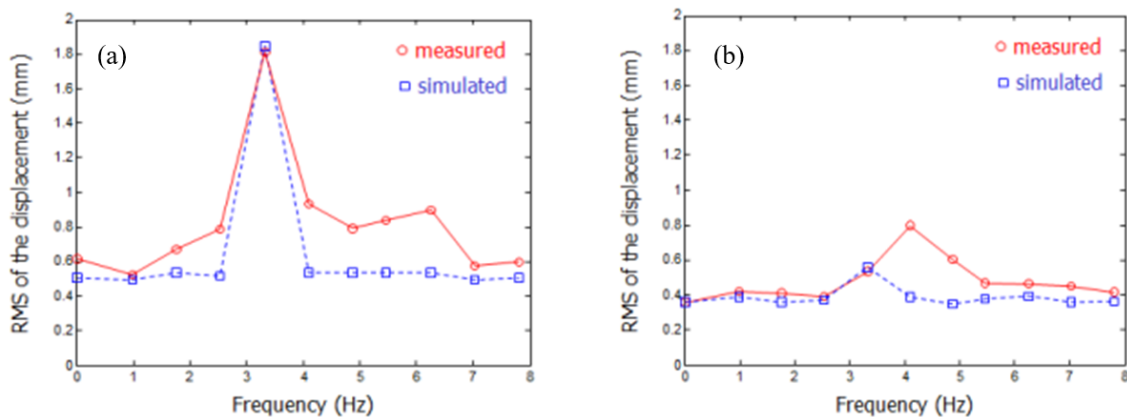 (a)
measured
simulated
RMS of the displacement (mm)
2
1.8
1.6
1.4
1.2
1
0.8
0.6
0.4
0.2
0
0 1 2 3 4 5 6 7 8
Frequency (Hz)
(b)
measured
simulated
RMS of the displacement (mm)
2
1.8
1.6
1.4
1.2
1
0.8
0.6
0.4
0.2
0
0 1 2 3 4 5 6 7 8
Frequency (Hz)